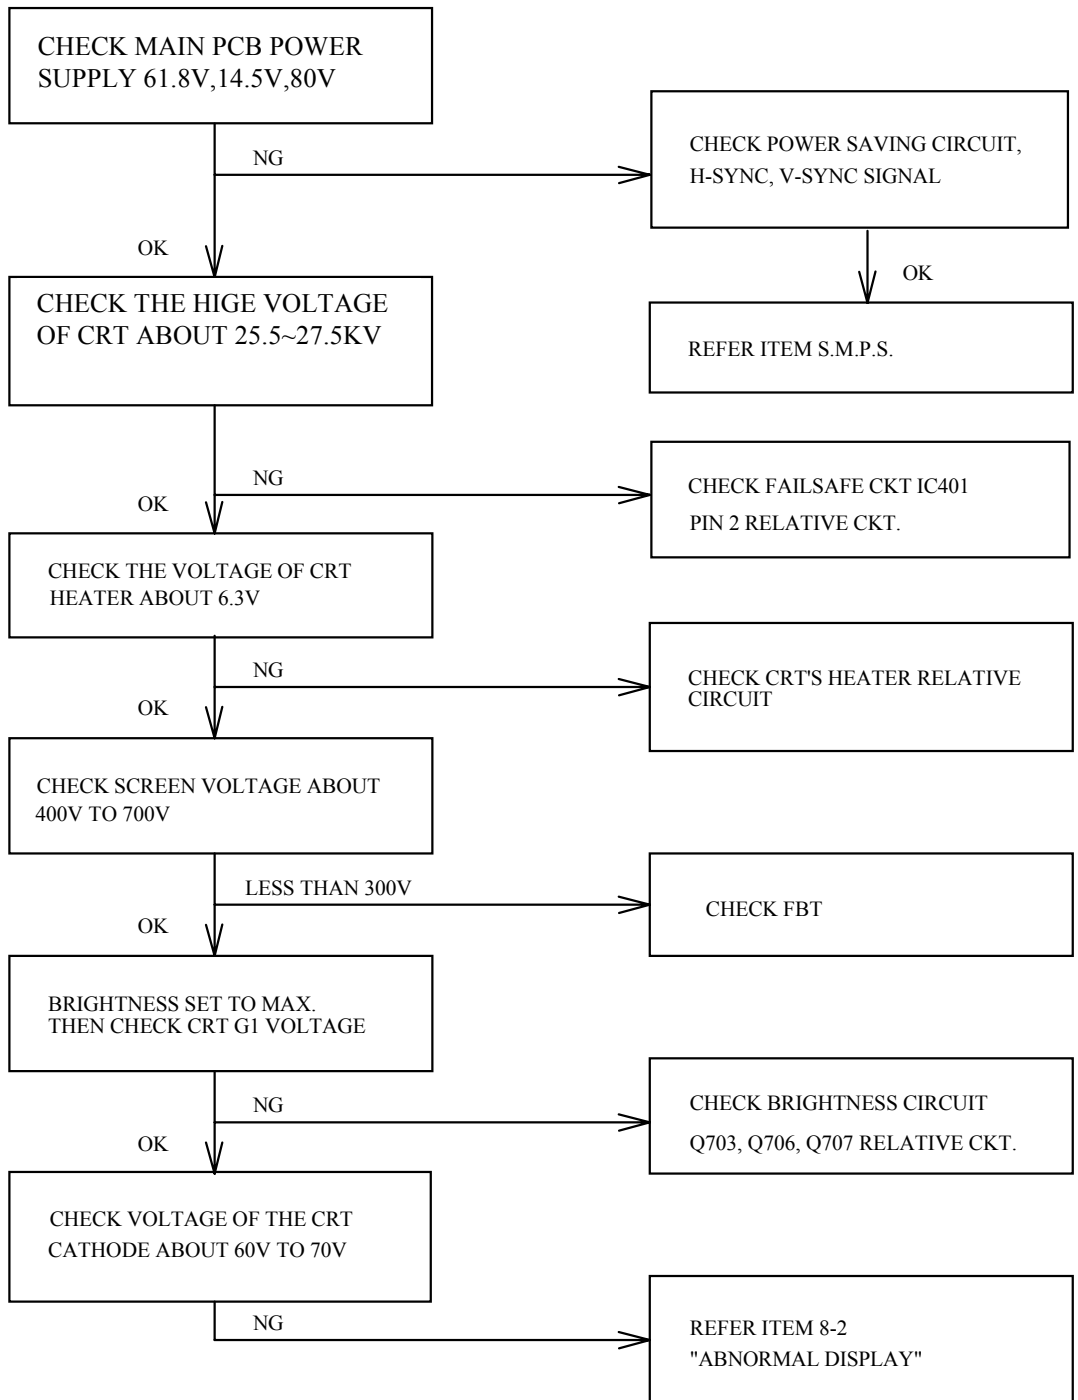 CHECK MAIN PCB POWER
SUPPLY 61.8V,14.5V,80V
NG
CHECK POWER SAVING CIRCUIT,
H-SYNC, V-SYNC SIGNAL
OK
OK
CHECK THE HIGE VOLTAGE
OF CRT ABOUT 25.5~27.5KV
REFER ITEM S.M.P.S.
NG
CHECK FAILSAFE CKT IC401
PIN 2 RELATIVE CKT.
OK
CHECK THE VOLTAGE OF CRT
HEATER ABOUT 6.3V
NG
CHECK CRT'S HEATER RELATIVE
CIRCUIT
OK
CHECK SCREEN VOLTAGE ABOUT
400V TO 700V
LESS THAN 300V
CHECK FBT
OK
BRIGHTNESS SET TO MAX.
THEN CHECK CRT G1 VOLTAGE
NG
CHECK BRIGHTNESS CIRCUIT
Q703, Q706, Q707 RELATIVE CKT.
OK
CHECK VOLTAGE OF THE CRT
CATHODE ABOUT 60V TO 70V
NG
REFER ITEM 8-2
"ABNORMAL DISPLAY"